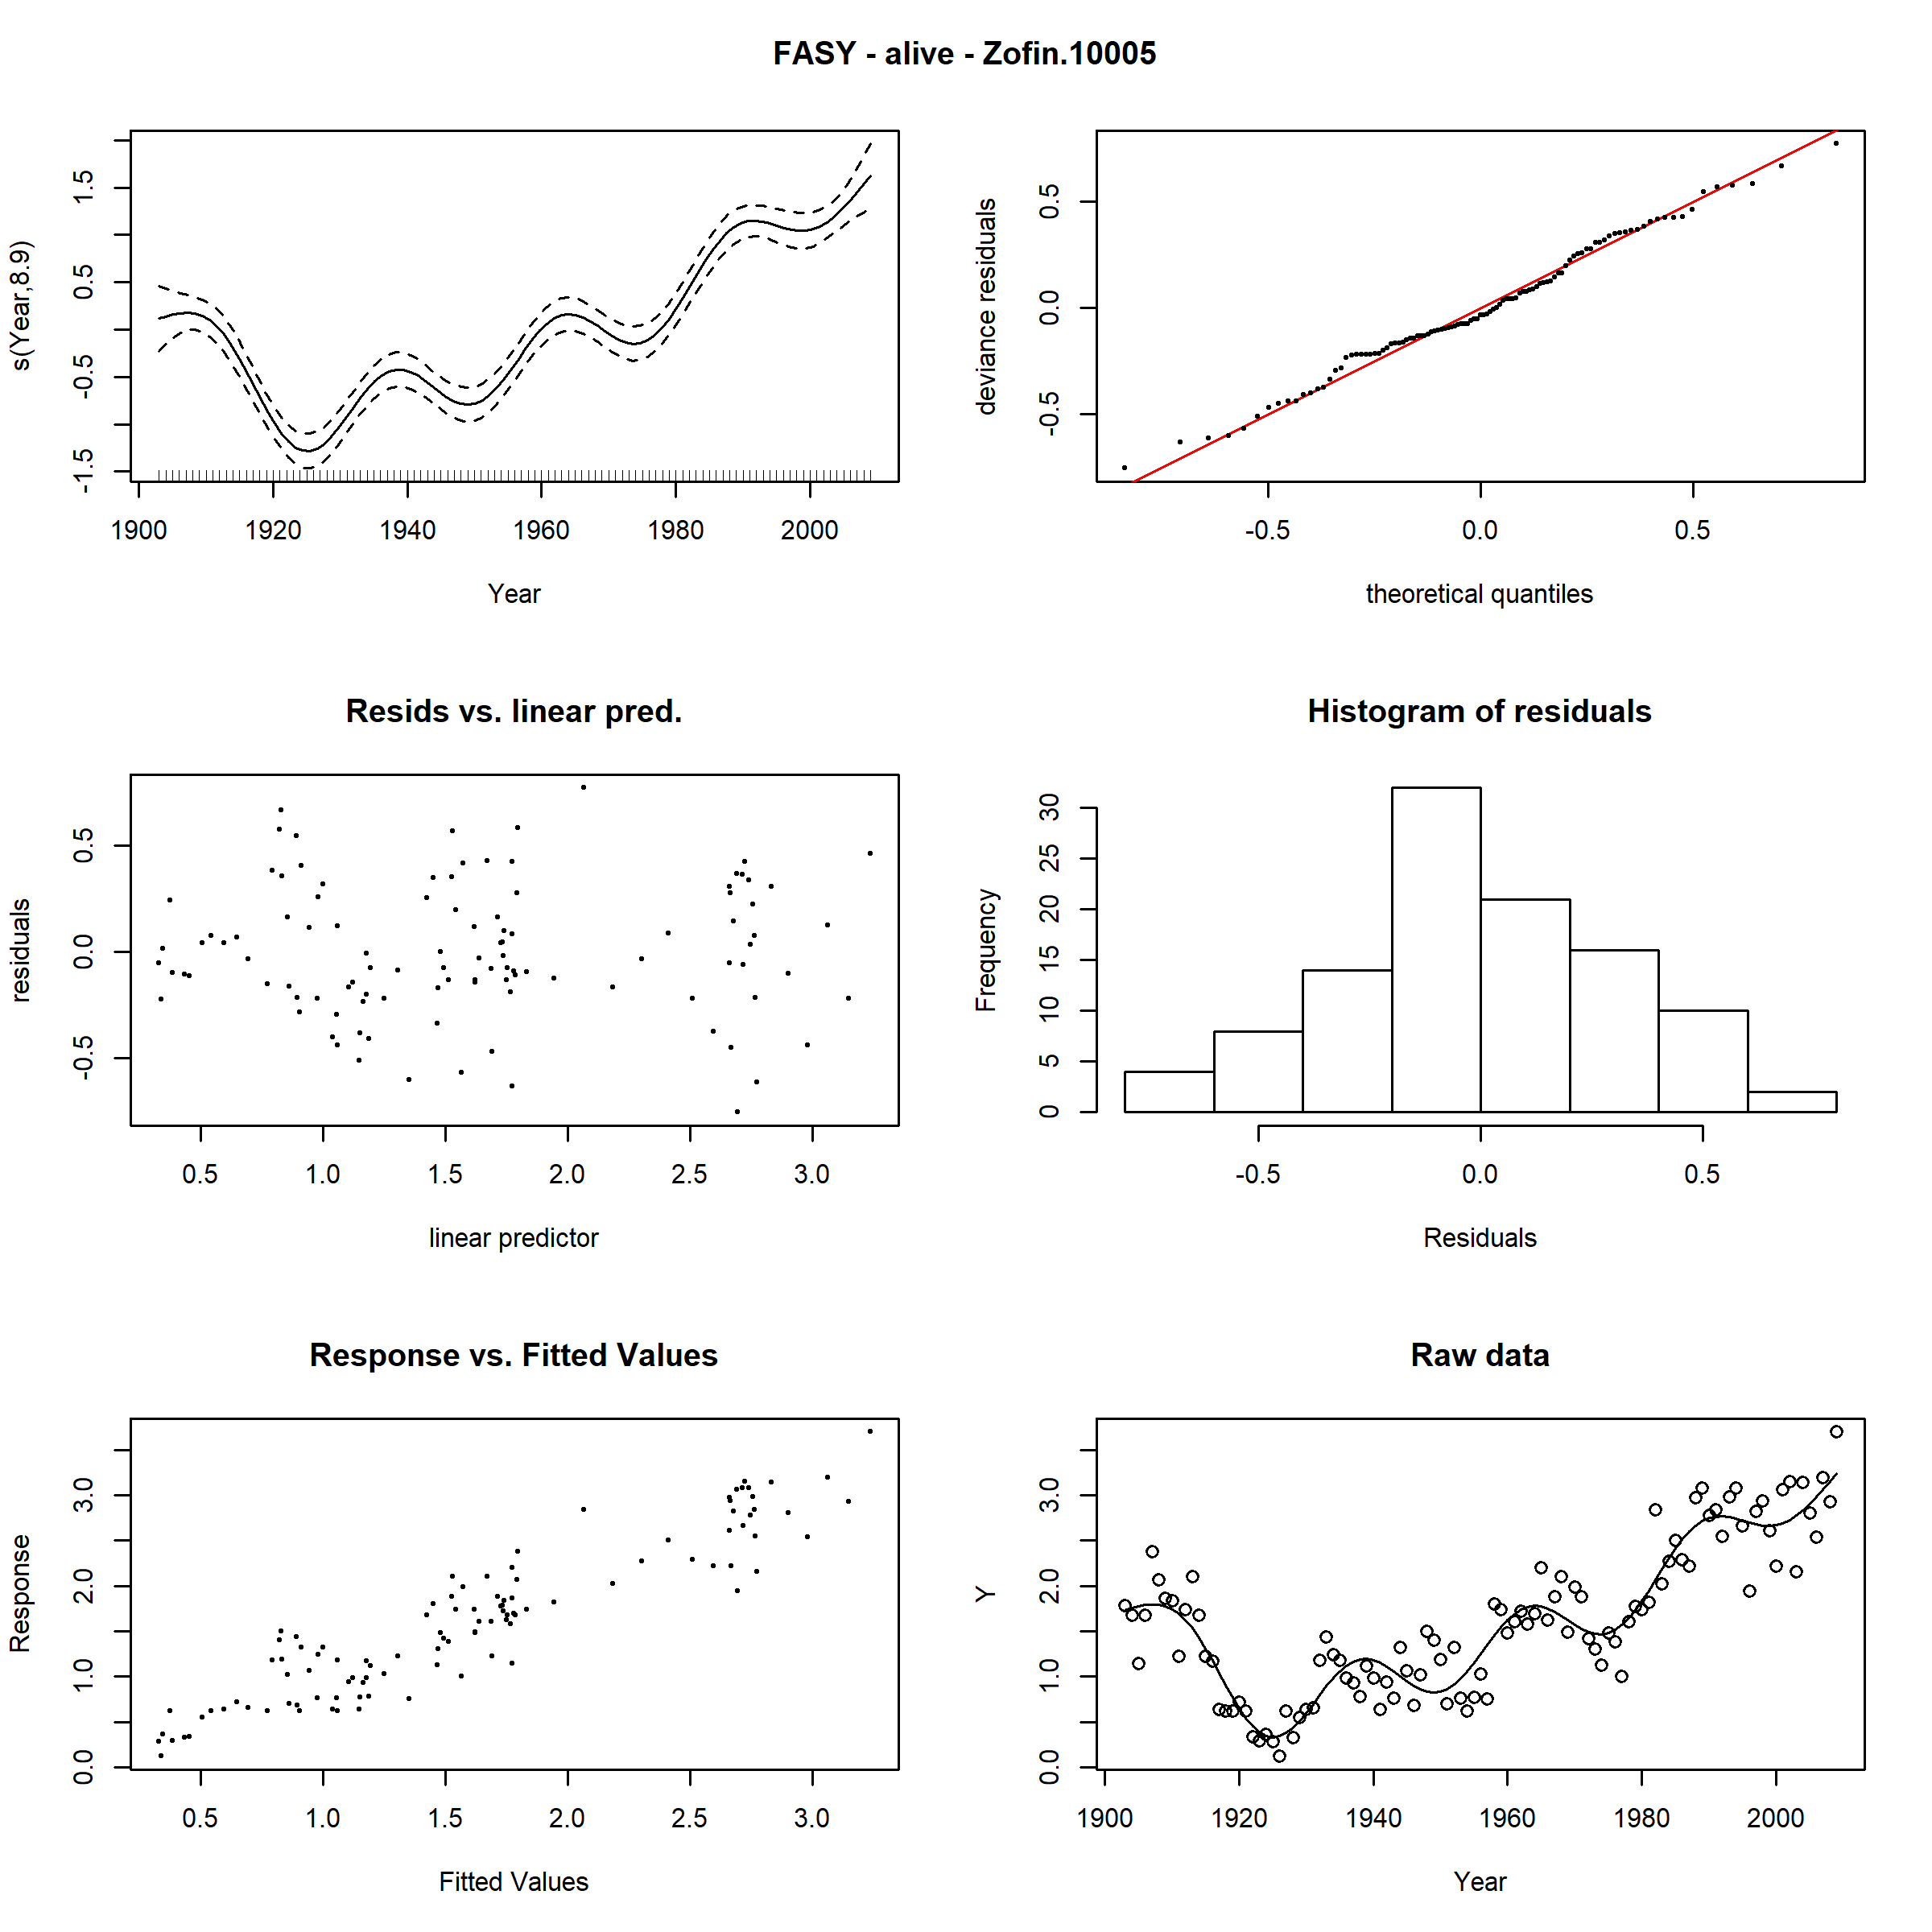 FASY - alive - Zofin.10005
s(Year,8.9)
-1.5 -0.5 0.5 1.5
1900 1920 1940 1960 1980 2000
Year
deviance residuals
-0.5 0.0 0.5
-0.5 0.0 0.5
theoretical quantiles
Resids vs. linear pred.
residuals
-0.5 0.0 0.5
0.5 1.0 1.5 2.0 2.5 3.0
linear predictor
Histogram of residuals
Frequency
0 5 10 15 20 25 30
-0.5 0.0 0.5
Residuals
Response vs. Fitted Values
Response
0.0 1.0 2.0 3.0
0.5 1.0 1.5 2.0 2.5 3.0
Fitted Values
Raw data
Y
0.0 1.0 2.0 3.0
1900 1920 1940 1960 1980 2000
Year